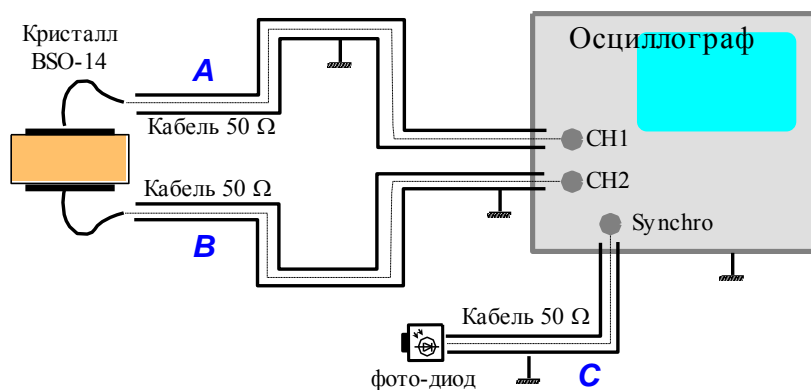 Кристалл
BSO-14
A
Осциллограф
Кабель 50 Ω
CH1
Кабель 50 Ω
CH2
B
Synchro
Кабель 50 Ω
фото-диод
C